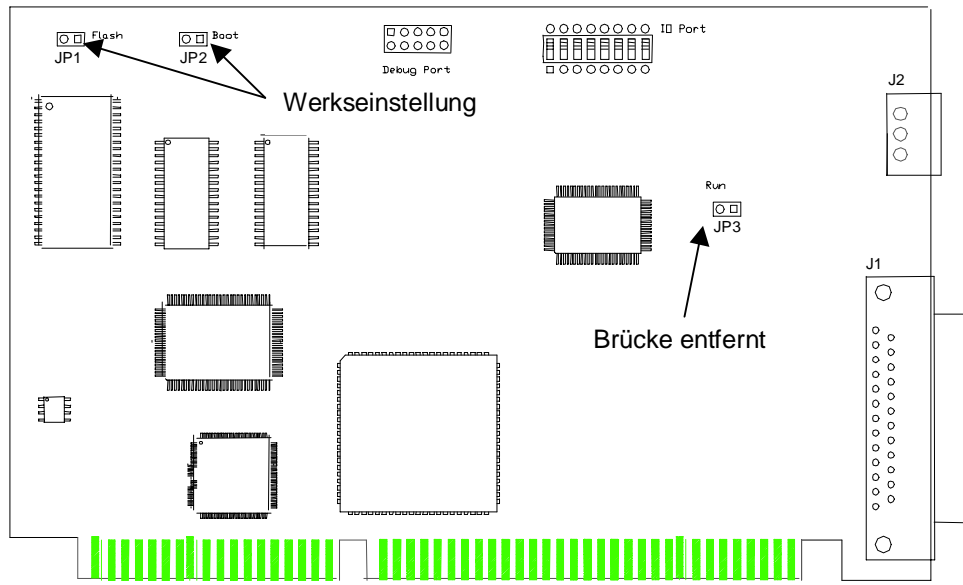 Flash
JP1
Boot
JP2
Debug Port
IO Port
Werkseinstellung
J2
Run
JP3
J1
Brücke entfernt